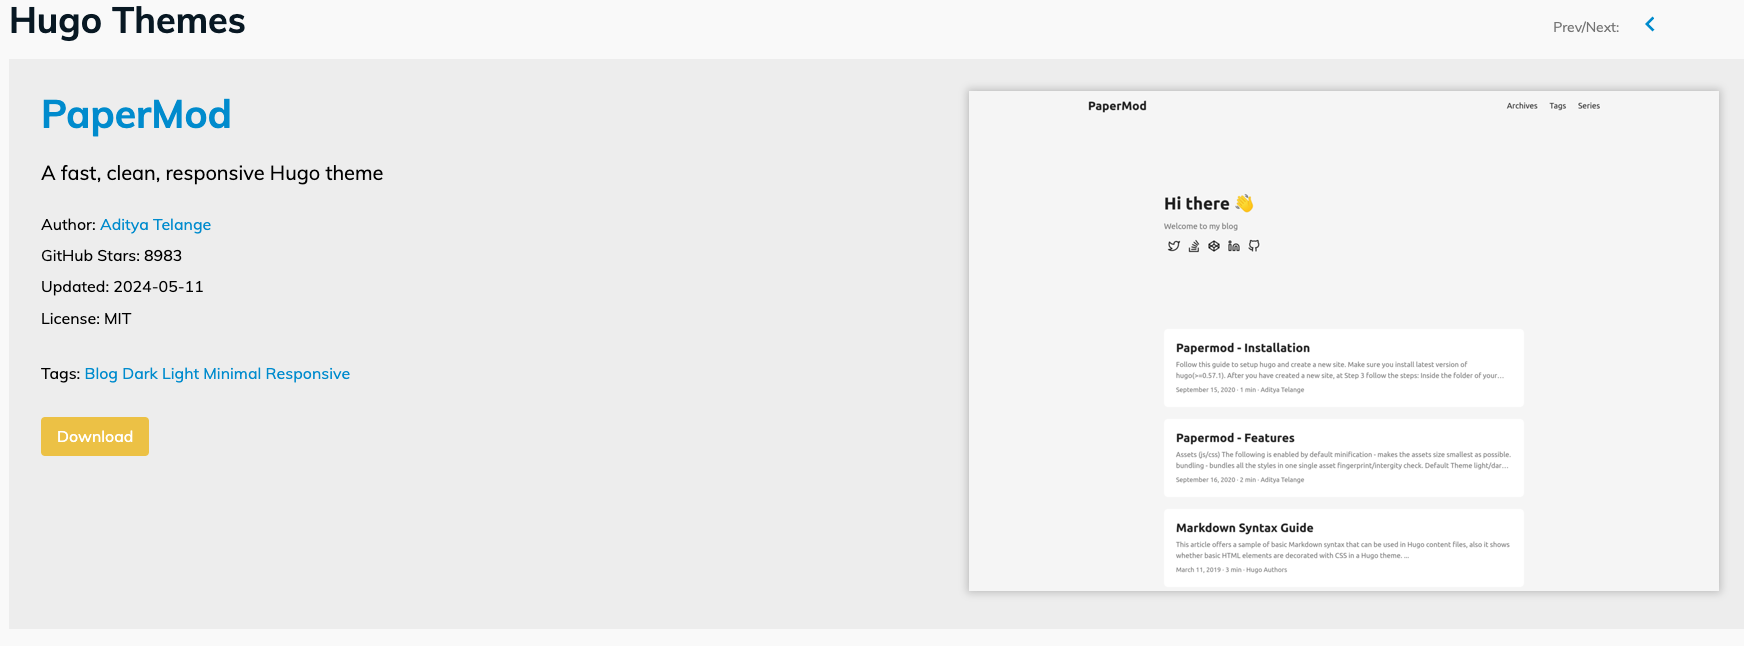 Hugo Themes
Prev/Next:
PaperMod
A fast, clean, responsive Hugo theme
Author: Aditya Telange
GitHub Stars: 8983
Updated: 2024-05-11
License: MIT
Tags: Blog Dark Light Minimal Responsive
Download
PaperMod
Archives Tags Series
Hi there 👋
Welcome to my blog
Papermod - Installation
Follow this guide to setup hugo and create a new site. Make sure you install latest version of
hugo(>=0.57.1). After you have created a new site, at Step 3 follow the steps: Inside the folder of your...
September 15, 2020 · 1 min · Aditya Telange
Papermod - Features
Assets (js/css) The following is enabled by default minification - makes the assets size smallest as possible.
bundling - bundles all the styles in one single asset fingerprint/intergity check. Default Theme light/dar...
September 16, 2020 · 2 min · Aditya Telange
Markdown Syntax Guide
This article offers a sample of basic Markdown syntax that can be used in Hugo content files, also it shows
whether basic HTML elements are decorated with CSS in a Hugo theme. ...
March 11, 2019 · 3 min · Hugo Authors